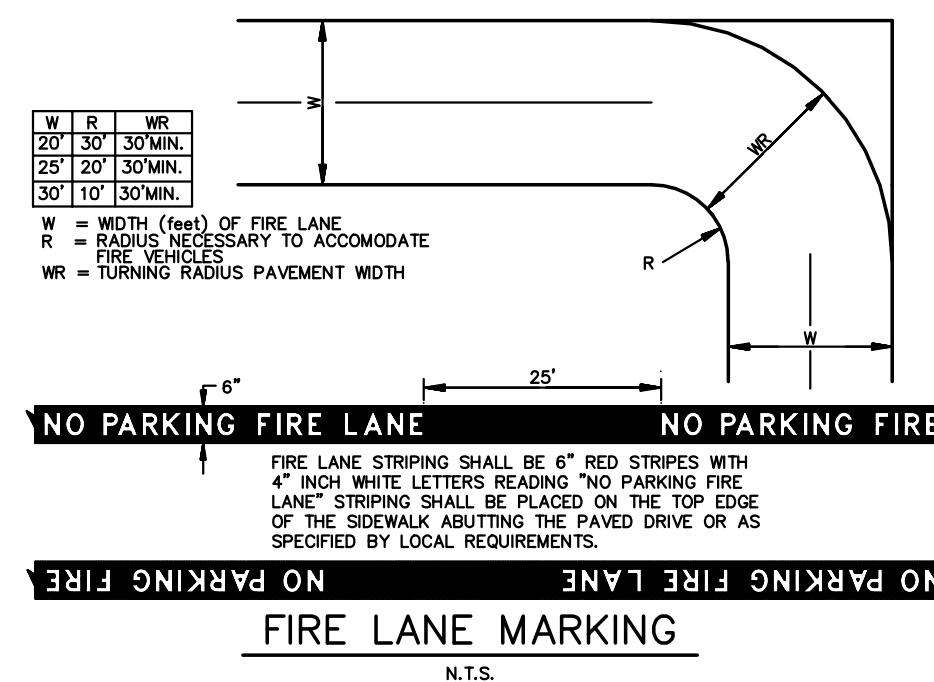 W
W R WR
20' 30' 30'MIN.
25' 20' 30'MIN.
30' 10' 30'MIN.
WR
W = WIDTH (feet) OF FIRE LANE
R = RADIUS NECESSARY TO ACCOMODATE
FIRE VEHICLES
WR = TURNING RADIUS PAVEMENT WIDTH
R
W
6"
25'
NO PARKING FIRE LANE NO PARKING FIRE
FIRE LANE STRIPING SHALL BE 6" RED STRIPES WITH
4" INCH WHITE LETTERS READING "NO PARKING FIRE
LANE" STRIPING SHALL BE PLACED ON THE TOP EDGE
OF THE SIDEWALK ABUTTING THE PAVED DRIVE OR AS
SPECIFIED BY LOCAL REQUIREMENTS.
NO PARKING FIRE LANE NO PARKING FIRE
FIRE LANE MARKING
N.T.S.